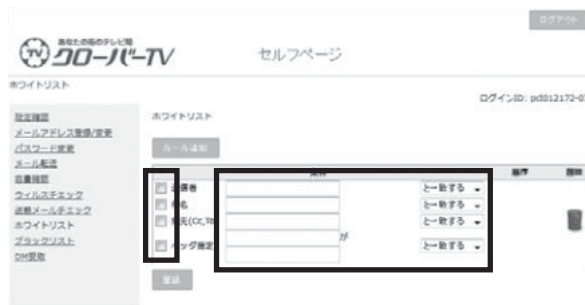 ログアウト
あなたの街のテレビ局
クローバーTV
セルフページ
ホワイトリスト
ログインID: pd3012172-0
設定確認
メールアドレス登録/変更
パスワード変更
メール転送
容量確認
ウィルスチェック
迷惑メールチェック
ホワイトリスト
ブラックリスト
DM受取
ホワイトリスト
ルール追加
順序
削除
と一致する
件名
と一致する
宛先(Cc,To
と一致する
ヘッダ指定
が
と一致する
登録